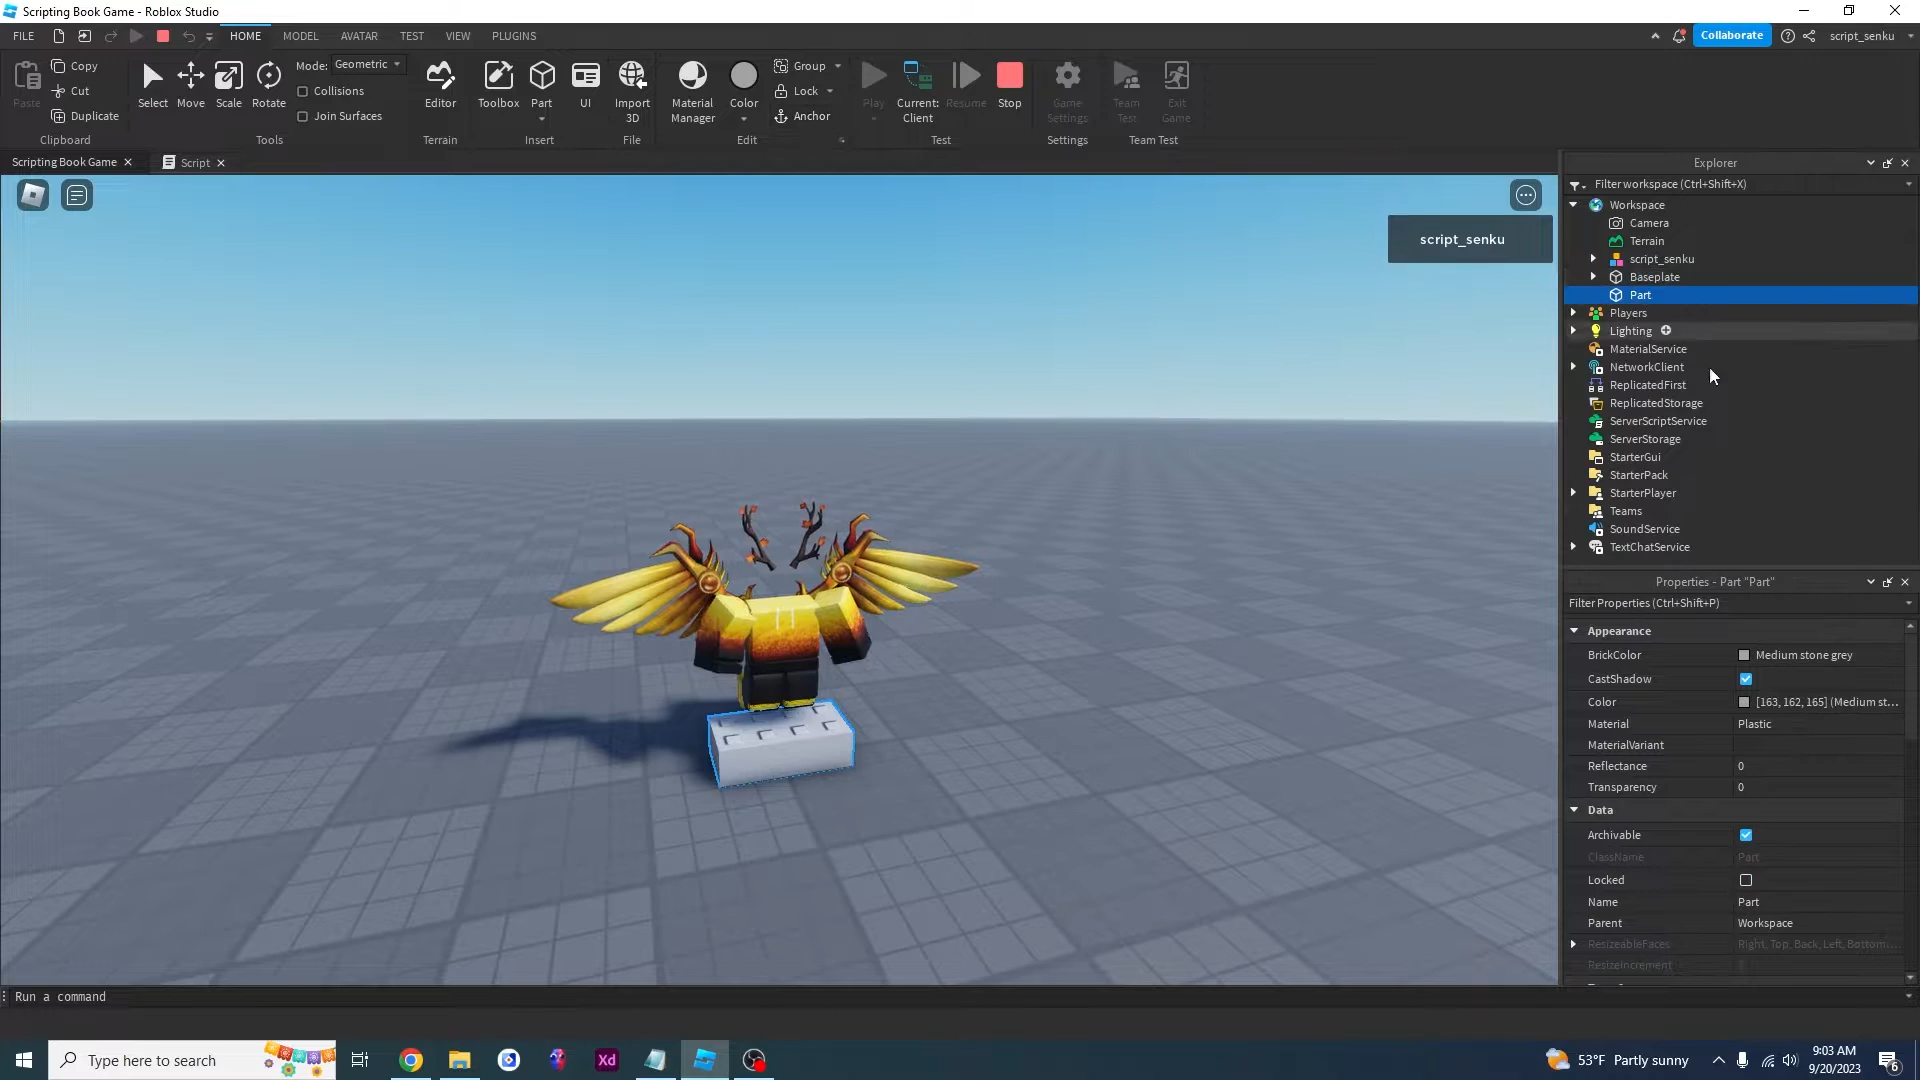 Scripting Book Game - Roblox Studio
FILE HOME MODEL AVATAR TEST VIEW PLUGINS Collaborate script_senku
Paste Copy Cut Duplicate Clipboard
Select Move Scale Rotate Mode: Geometric Collisions Join Surfaces Tools
Editor Terrain
Toolbox Part UI Insert
Import 3D File
Material Manager Color Group Lock Anchor Edit
Play Current: Client Resume Stop Test
Game Settings Settings
Team Test Exit Game Team Test
Scripting Book Game Script
script_senku
Explorer
Filter workspace (Ctrl+Shift+X)
Workspace
Camera
Terrain
script_senku
Baseplate
Part
Players
Lighting
MaterialService
NetworkClient
ReplicatedFirst
ReplicatedStorage
ServerScriptService
ServerStorage
StarterGui
StarterPack
StarterPlayer
Teams
SoundService
TextChatService
Properties - Part "Part"
Filter Properties (Ctrl+Shift+P)
Appearance
BrickColor Medium stone grey
CastShadow
Color [163, 162, 165] (Medium st...
Material Plastic
MaterialVariant
Reflectance 0
Transparency 0
Data
Archivable
ClassName Part
Locked
Name Part
Parent Workspace
ResizeableFaces Right, Top, Back, Left, Bottom,...
ResizeIncrement
Run a command
Type here to search
Xd
53°F Partly sunny
9:03 AM
9/20/2023
6